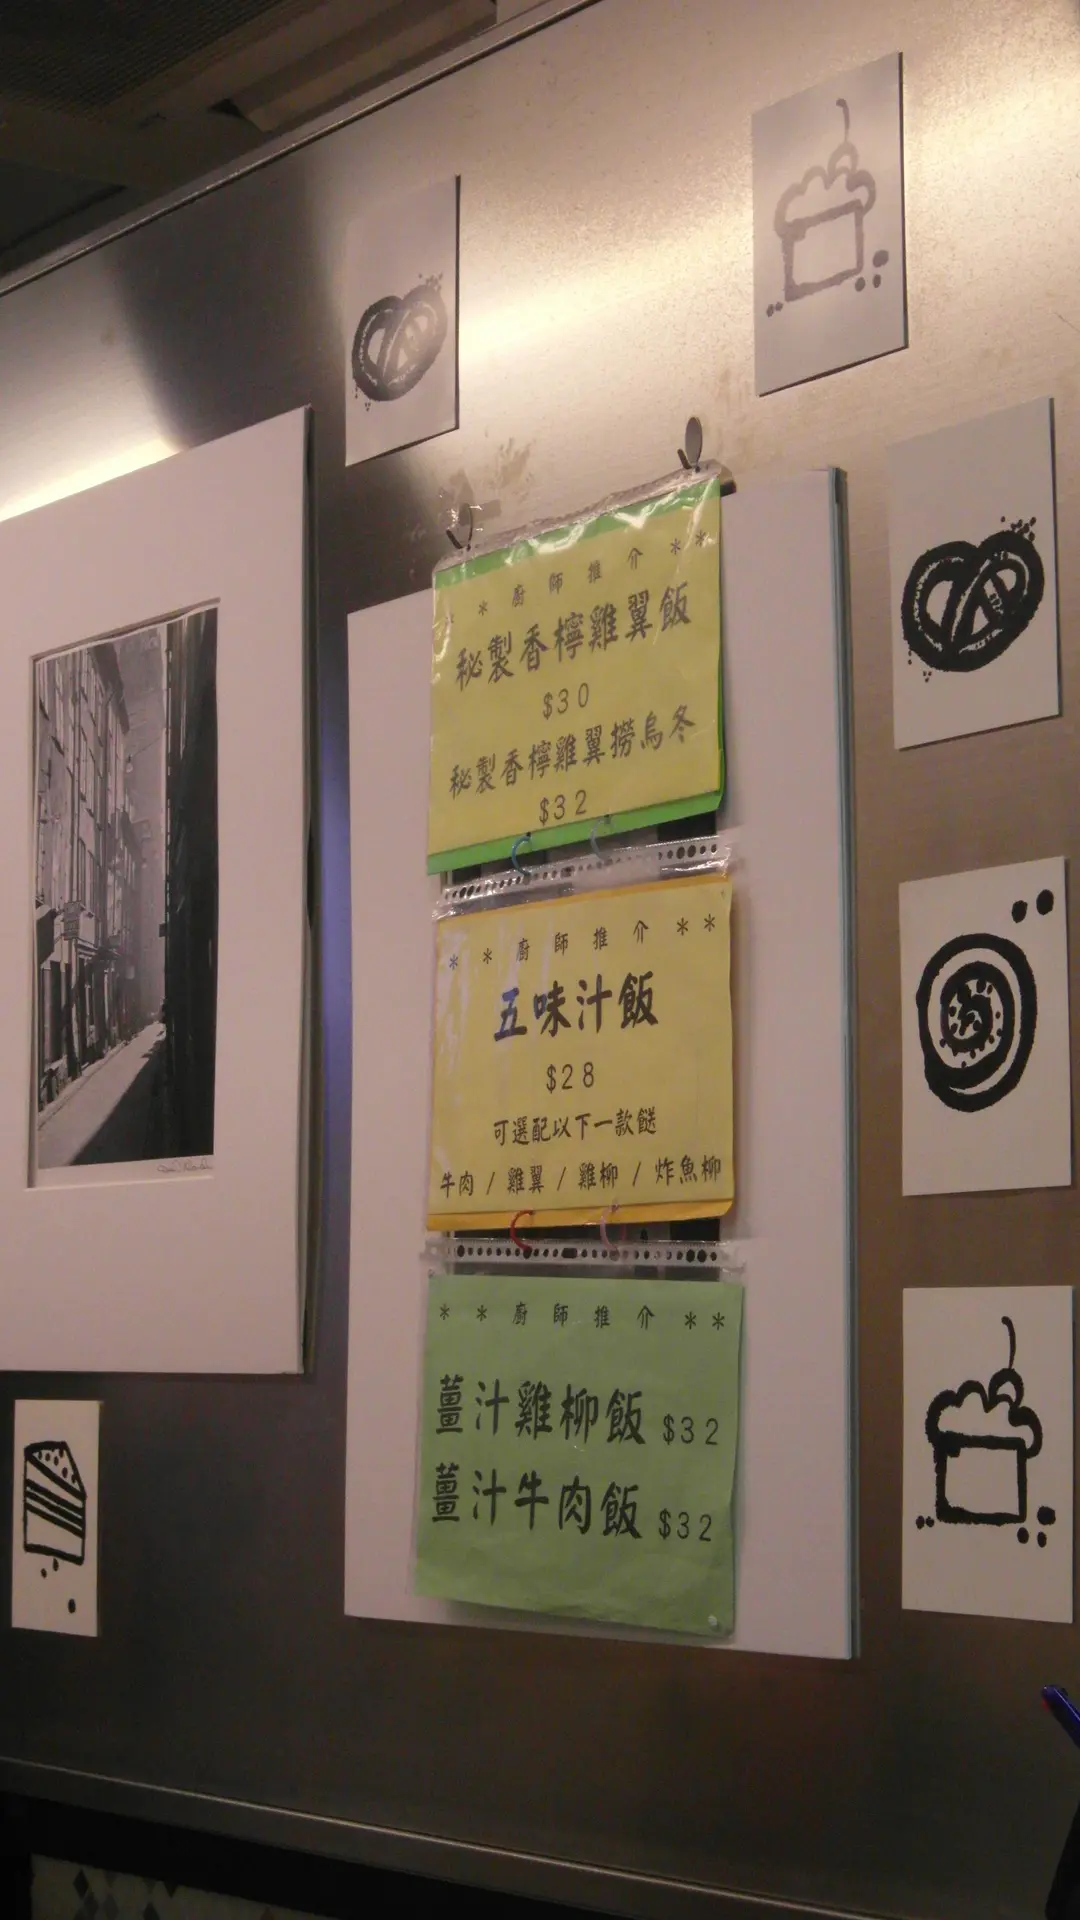 * * 廚師推介 * *
秘製香檸雞翼飯
$30
秘製香檸雞翼撈烏冬
$32
* * 廚師推介 * *
五味汁飯
$28
可選配以下一款餸
牛肉 / 雞翼 / 雞柳 / 炸魚柳
* * 廚師推介 * *
薑汁雞柳飯 $32
薑汁牛肉飯 $32